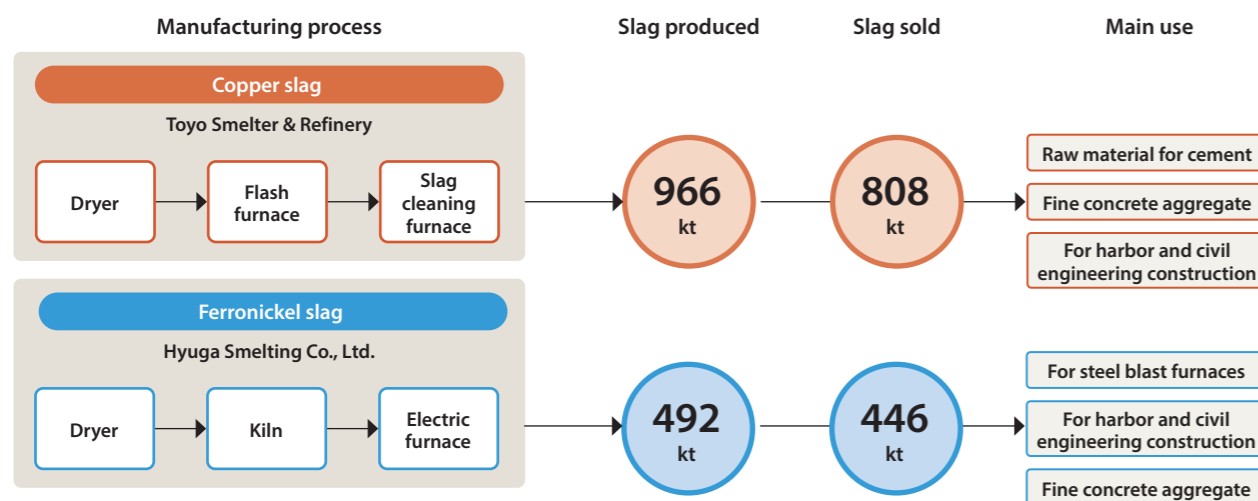 Manufacturing process
Slag produced
Slag sold
Main use
Copper slag
Toyo Smelter & Refinery
Dryer
Flash
furnace
Slag
cleaning
furnace
966
kt
808
kt
Raw material for cement
Fine concrete aggregate
For harbor and civil
engineering construction
Ferronickel slag
Hyuga Smelting Co., Ltd.
Dryer
Kiln
Electric
furnace
492
kt
446
kt
For steel blast furnaces
For harbor and civil
engineering construction
Fine concrete aggregate